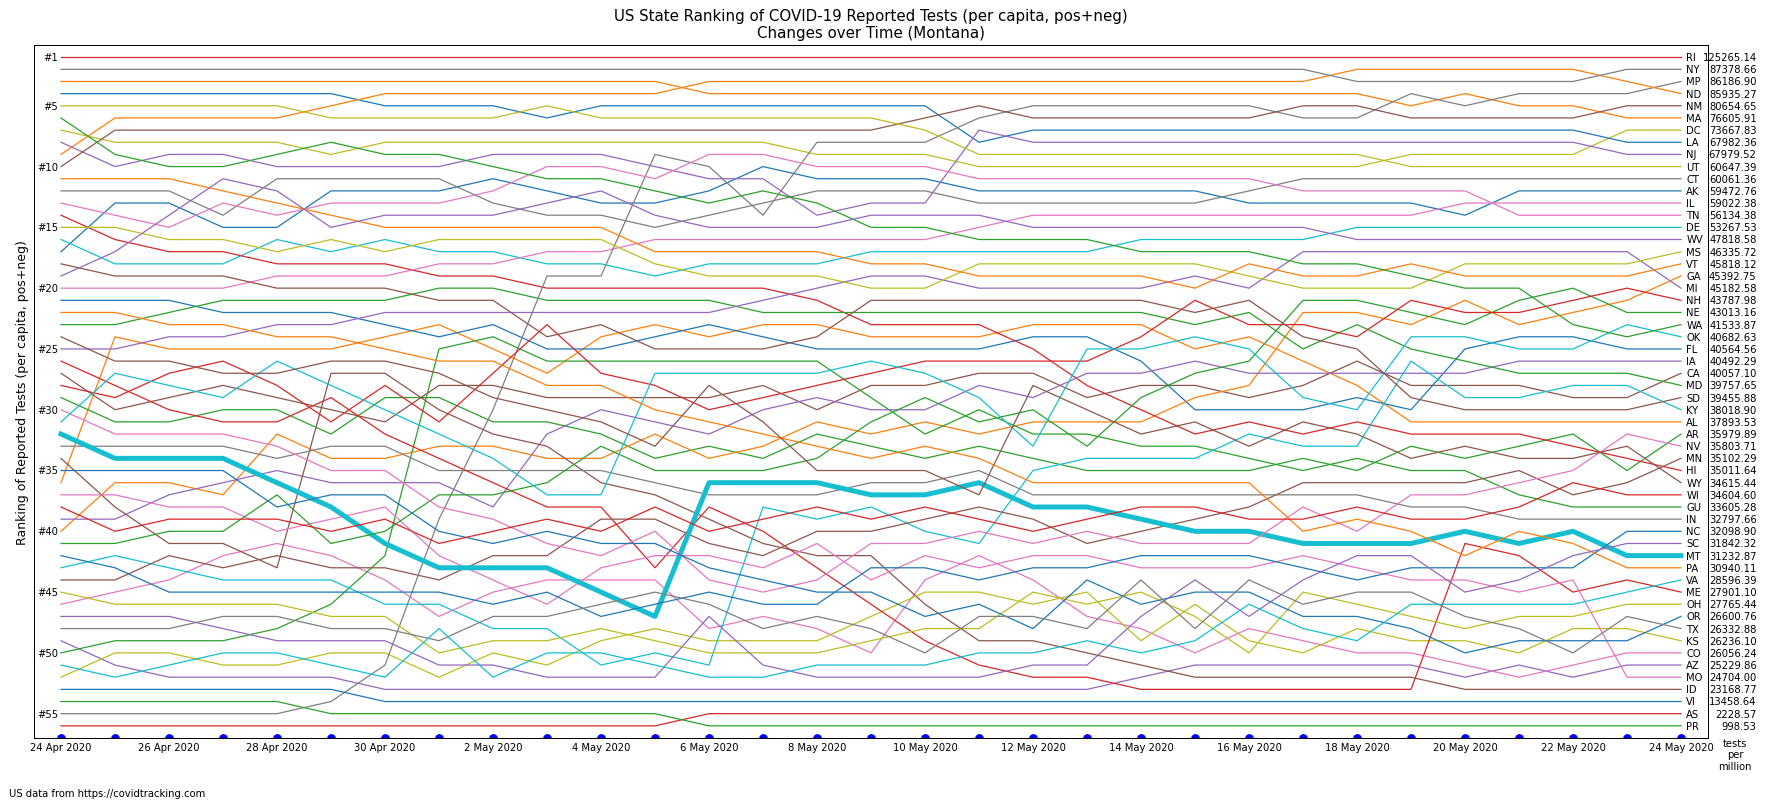 US State Ranking of COVID-19 Reported Tests (per capita, pos+neg)
Changes over Time (Montana)
Ranking of Reported Tests (per capita, pos+neg)
#1
#5
#10
#15
#20
#25
#30
#35
#40
#45
#50
#55
RI 125265.14
NY 87378.66
MP 86186.90
ND 85935.27
NM 80654.65
MA 76605.91
DC 73667.83
LA 67982.36
NJ 67979.52
UT 60647.39
CT 60061.36
AK 59472.76
IL 59022.38
TN 56134.38
DE 53267.53
WV 47818.58
MS 46335.72
VT 45818.12
GA 45392.75
MI 45182.58
NH 43787.98
NE 43013.16
WA 41533.87
OK 40682.63
FL 40564.56
IA 40492.29
CA 40057.10
MD 39757.65
SD 39455.88
KY 38018.90
AL 37893.53
AR 35979.89
NV 35803.71
MN 35102.29
HI 35011.64
WY 34615.44
WI 34604.60
GU 33605.28
IN 32797.66
NC 32098.90
SC 31842.32
MT 31232.87
PA 30940.11
VA 28596.39
ME 27901.10
OH 27765.44
OR 26600.76
TX 26332.88
KS 26236.10
CO 26056.24
AZ 25229.86
MO 24704.00
ID 23168.77
VI 13458.64
AS 2228.57
PR 998.53
24 Apr 2020 26 Apr 2020 28 Apr 2020 30 Apr 2020 2 May 2020 4 May 2020 6 May 2020 8 May 2020 10 May 2020 12 May 2020 14 May 2020 16 May 2020 18 May 2020 20 May 2020 22 May 2020 24 May 2020
tests
per
million
US data from https://covidtracking.com